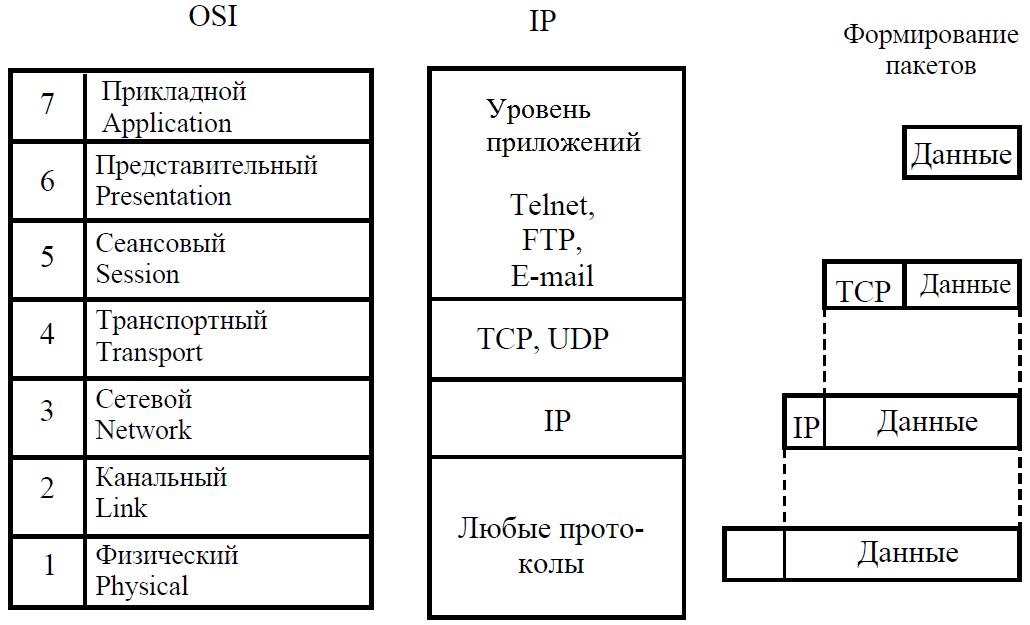 OSI
7
Прикладной
Application
6
Представительный
Presentation
5
Сеансовый
Session
4
Транспортный
Transport
3
Сетевой
Network
2
Канальный
Link
1
Физический
Physical
IP
Уровень
приложений
Telnet,
FTP,
E-mail
TCP, UDP
IP
Любые прото-
колы
Формирование
пакетов
Данные
TCP Данные
IP Данные
Данные